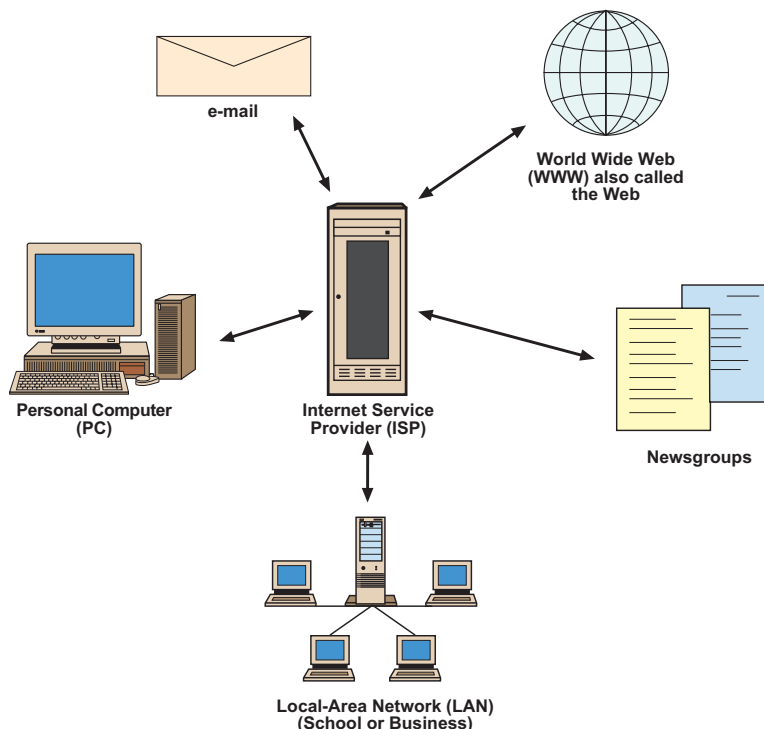 e-mail
World Wide Web
(WWW) also called
the Web
Personal Computer
(PC)
Internet Service
Provider (ISP)
Newsgroups
Local-Area Network (LAN)
(School or Business)